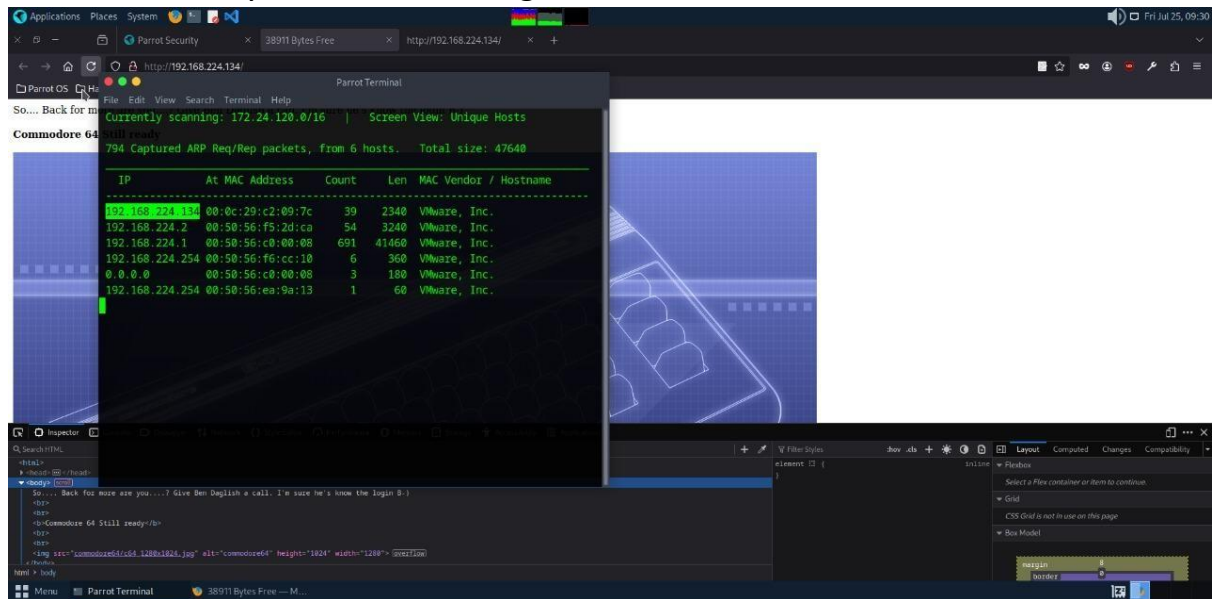 Applications Places System
Fri Jul 25, 09:30
Parrot Security × 38911 Bytes Free × http://192.168.224.134/ × +
http://192.168.224.134/
Parrot OS Ha
So.... Back for m
Commodore 64 Still ready
Parrot Terminal
File Edit View Search Terminal Help
Currently scanning: 172.24.120.0/16 | Screen View: Unique Hosts
794 Captured ARP Req/Rep packets, from 6 hosts. Total size: 47640
IP At MAC Address Count Len MAC Vendor / Hostname
192.168.224.134 00:0c:29:c2:09:7c 39 2340 VMware, Inc.
192.168.224.2 00:50:56:f5:2d:ca 54 3240 VMware, Inc.
192.168.224.1 00:50:56:c0:00:08 691 41460 VMware, Inc.
192.168.224.254 00:50:56:f6:cc:10 6 360 VMware, Inc.
0.0.0.0 00:50:56:c0:00:08 3 180 VMware, Inc.
192.168.224.254 00:50:56:ea:9a:13 1 60 VMware, Inc.
Inspector
Search HTML
<html>
<head> </head>
<body>
So.... Back for more are you....? Give Ben Daglish a call. I'm sure he's know the login 8-)
<br>
<br>
<b>Commodore 64 Still ready</b>
<br>
<br>
<img src="commodore64/c64_1280x1024.jpg" alt="commodore64" height="1024" width="1280"> overflow
</body>
html > body
Filter Styles :hov .cls +
element { inline
}
Layout Computed Changes Compatibility
Flexbox
Select a Flex container or item to continue.
Grid
CSS Grid is not in use on this page
Box Model
margin 8
border 0
Menu Parrot Terminal 38911 Bytes Free — M...